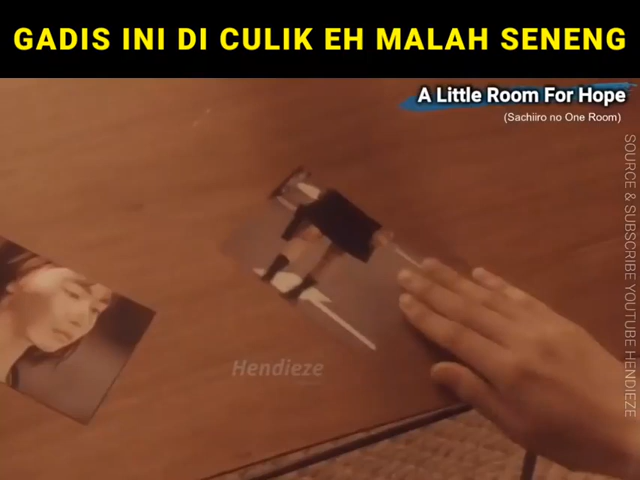 GADIS INI DI CULIK EH MALAH SENENG
A Little Room For Hope
(Sachiiro no One Room)
SOURCE & SUBSCRIBE YOUTUBE HENDIEZE
Hendieze